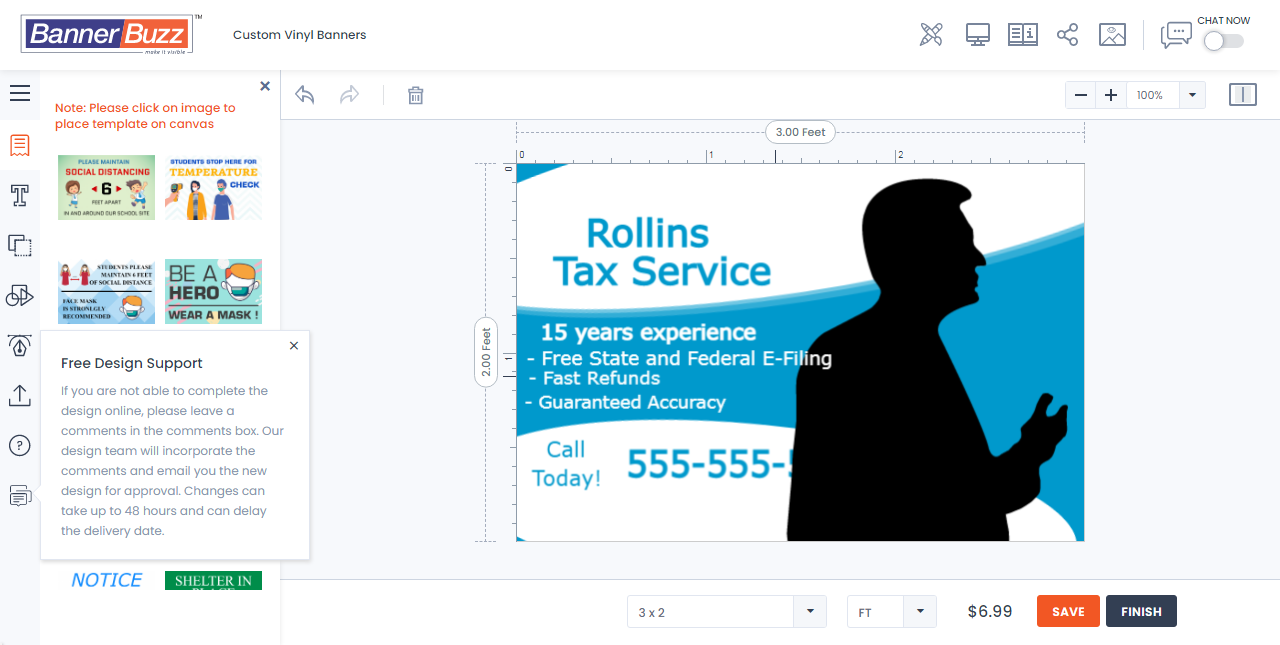 BannerBuzz™
make it visible
Custom Vinyl Banners
CHAT NOW
Note: Please click on image to
place template on canvas
100%
PLEASE MAINTAIN
SOCIAL DISTANCING
6
FEET APART
IN AND AROUND OUR SCHOOL SITE
STUDENTS STOP HERE FOR
TEMPERATURE
CHECK
STUDENTS PLEASE
MAINTAIN 6 FEET
OF SOCIAL DISTANCE
FACE MASK
IS STRONLGLY
RECOMMENDED
BE A
HERO
WEAR A MASK !
Free Design Support
If you are not able to complete the
design online, please leave a
comments in the comments box. Our
design team will incorporate the
comments and email you the new
design for approval. Changes can
take up to 48 hours and can delay
the delivery date.
NOTICE
SHELTER IN
PLACE
3.00 Feet
0 1 2
0
1
2.00 Feet
Rollins
Tax Service
15 years experience
- Free State and Federal E-Filing
- Fast Refunds
- Guaranteed Accuracy
Call
Today!
555-555-
3 x 2
FT
$6.99
SAVE
FINISH